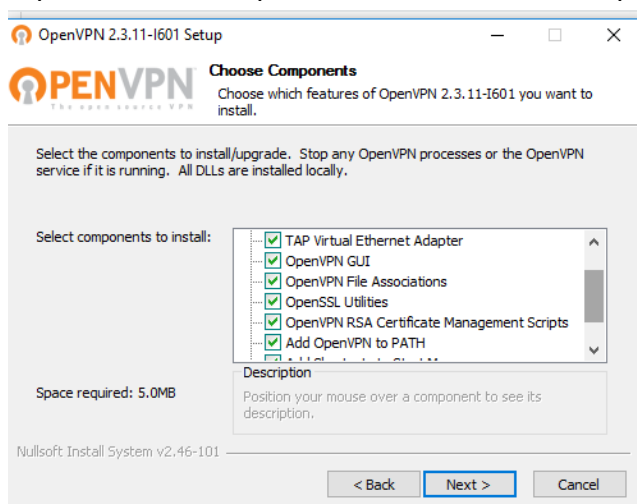 OpenVPN 2.3.11-I601 Setup
OPENVPN
The open source VPN
Choose Components
Choose which features of OpenVPN 2.3.11-I601 you want to
install.
Select the components to install/upgrade. Stop any OpenVPN processes or the OpenVPN
service if it is running. All DLLs are installed locally.
Select components to install:
TAP Virtual Ethernet Adapter
OpenVPN GUI
OpenVPN File Associations
OpenSSL Utilities
OpenVPN RSA Certificate Management Scripts
Add OpenVPN to PATH
Space required: 5.0MB
Description
Position your mouse over a component to see its
description.
Nullsoft Install System v2.46-101
< Back
Next >
Cancel